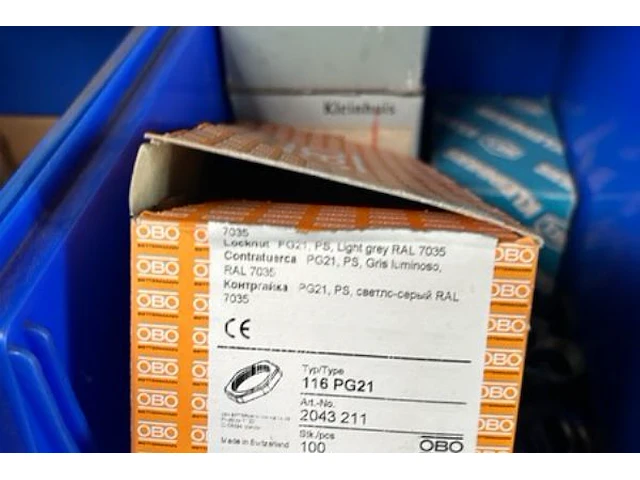 Kleinhuis
OBO
BETTERMANN
7035
Locknut PG21, PS, Light grey RAL 7035
Contratuerca PG21, PS, Gris luminoso,
RAL 7035
Контргайка PG21, PS, светло-серый RAL
7035
CE
Typ/Type
116 PG21
Art.-No.
2043 211
Made in Switzerland
Stk./pcs
100
OBO